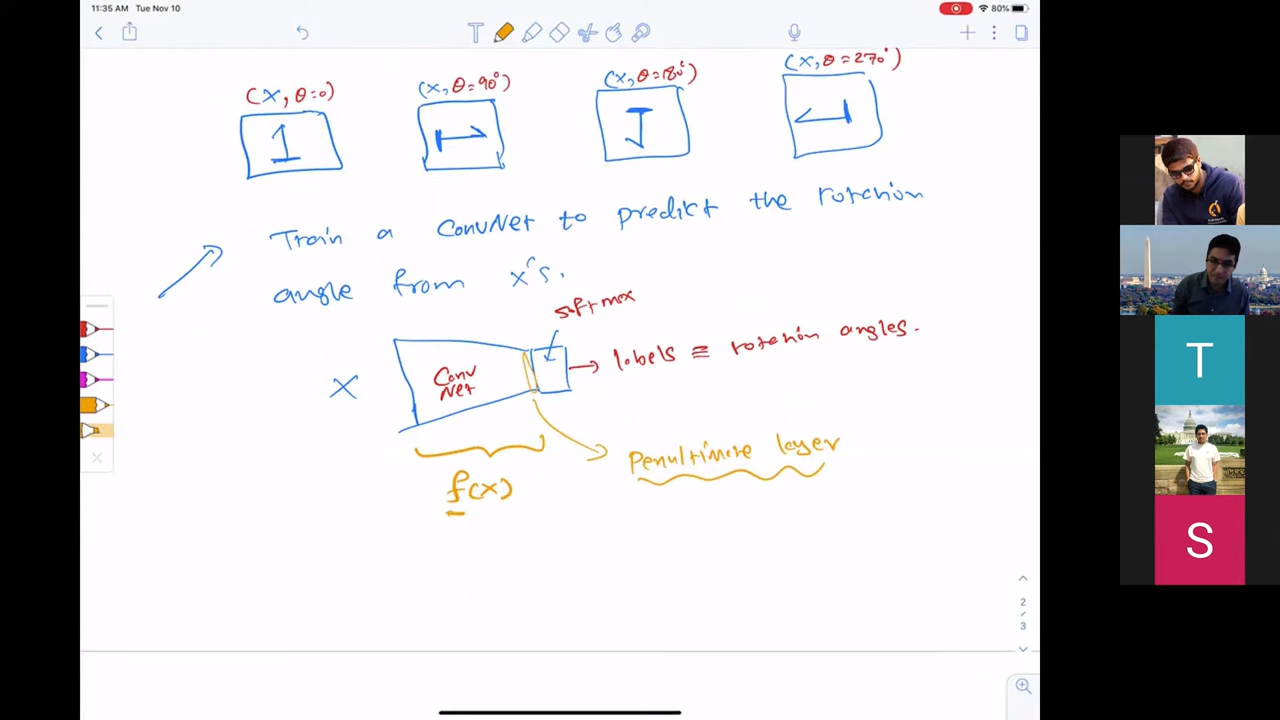 11:35 AM Tue Nov 10
80%
(x, θ=0) (x, θ=90°) (x, θ=180°) (x, θ=270°)
1
Train a ConvNet to predict the rotation
angle from x's.
softmax
labels ≡ rotation angles.
x
Conv
Net
Penultimate layer
f(x)
2
/
3
T
S